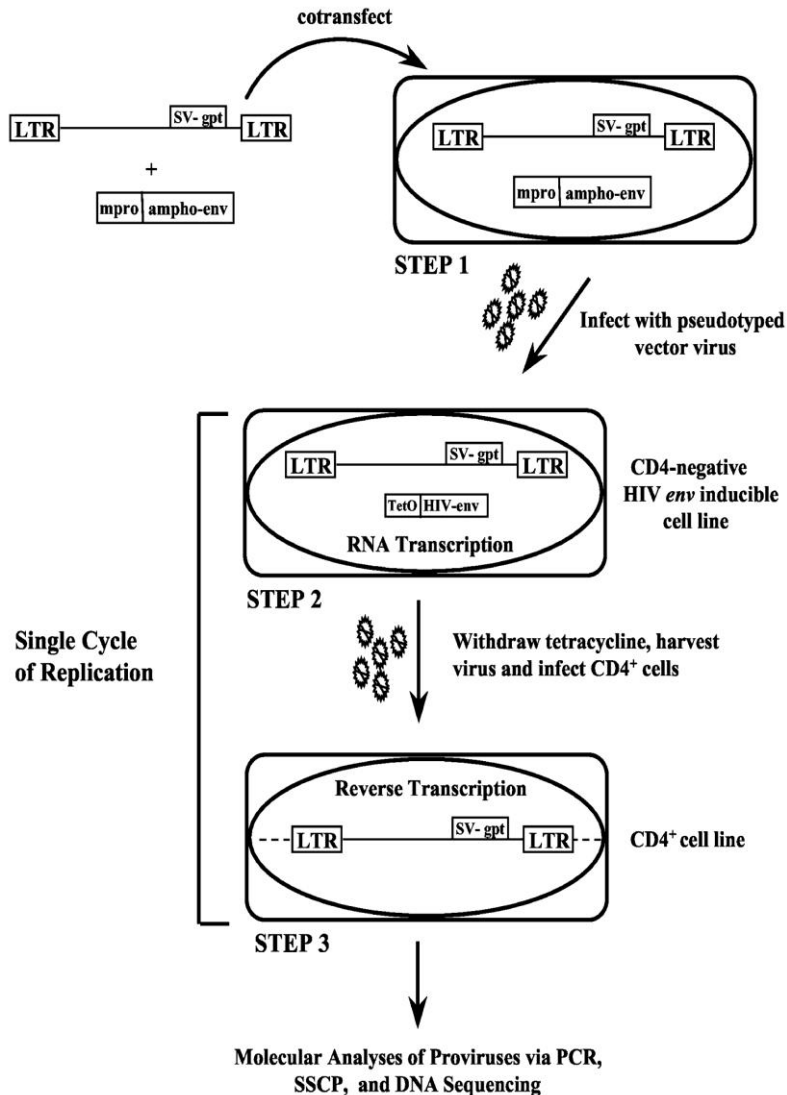 cotransfect
SV- gpt
LTR
LTR
+
mpro ampho-env
SV- gpt
LTR
LTR
mpro ampho-env
STEP 1
Infect with pseudotyped
vector virus
SV- gpt
LTR
LTR
TetO HIV-env
RNA Transcription
CD4-negative
HIV env inducible
cell line
STEP 2
Single Cycle
of Replication
Withdraw tetracycline, harvest
virus and infect CD4⁺ cells
Reverse Transcription
SV- gpt
LTR
LTR
CD4⁺ cell line
STEP 3
Molecular Analyses of Proviruses via PCR,
SSCP, and DNA Sequencing